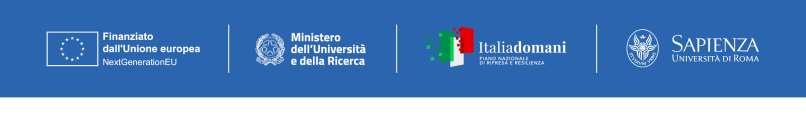 Finanziato
dall'Unione europea
NextGenerationEU
Ministero
dell'Università
e della Ricerca
Italiadomani
PIANO NAZIONALE
DI RIPRESA E RESILIENZA
SAPIENZA
UNIVERSITÀ DI ROMA